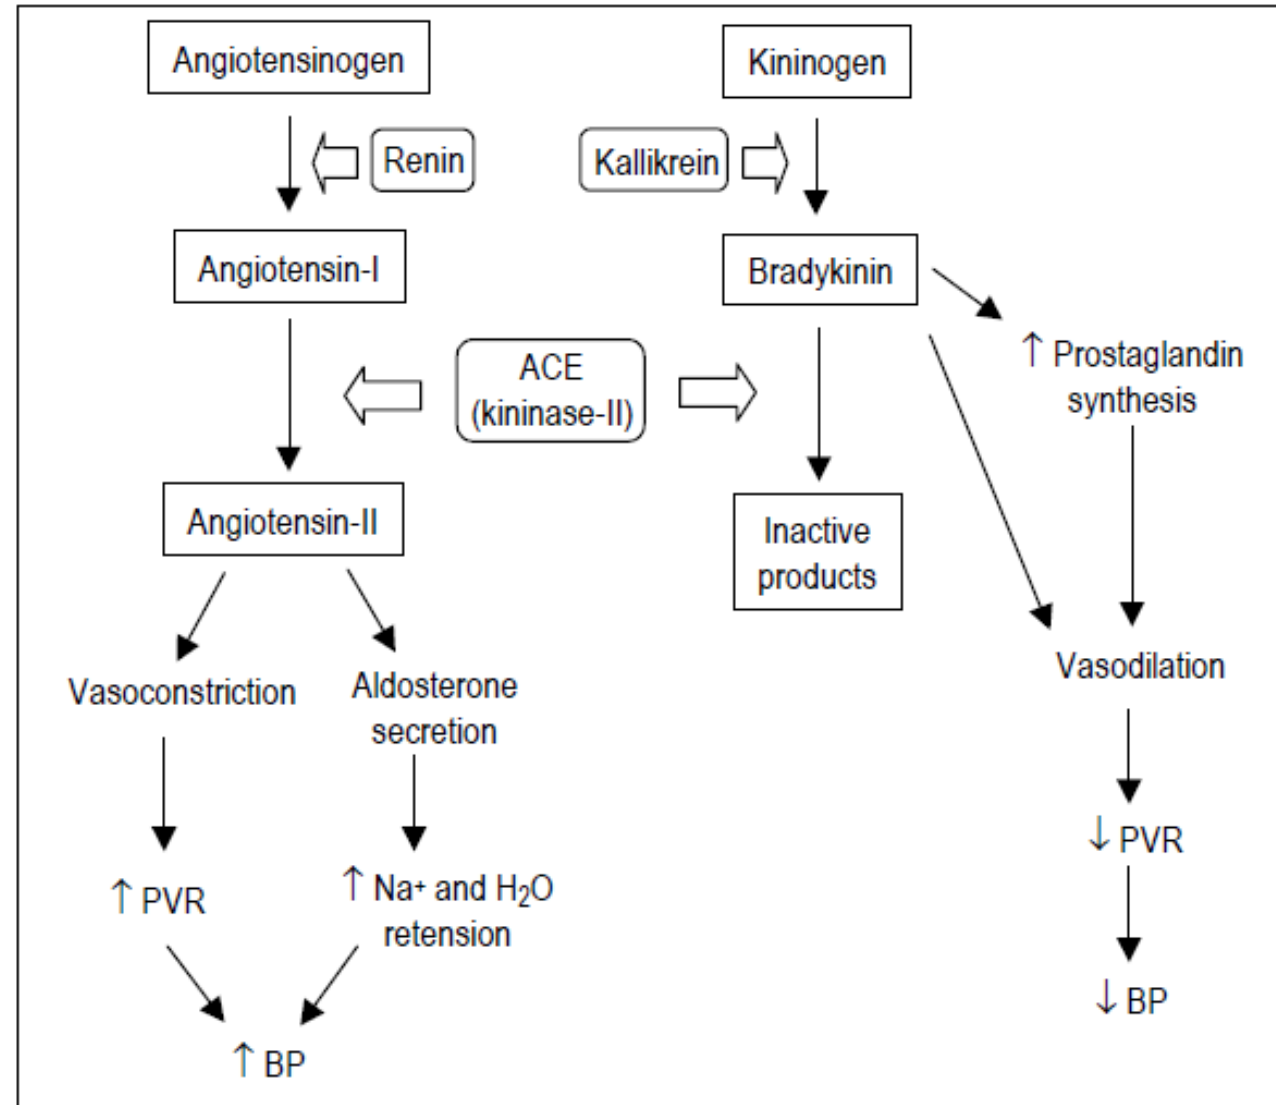 Angiotensinogen
Kininogen
Renin
Kallikrein
Angiotensin-I
Bradykinin
↑ Prostaglandin
synthesis
ACE
(kininase-II)
Angiotensin-II
Inactive
products
Vasoconstriction
Aldosterone
secretion
Vasodilation
↑ PVR
↑ Na⁺ and H₂O
retension
↓ PVR
↓ BP
↑ BP